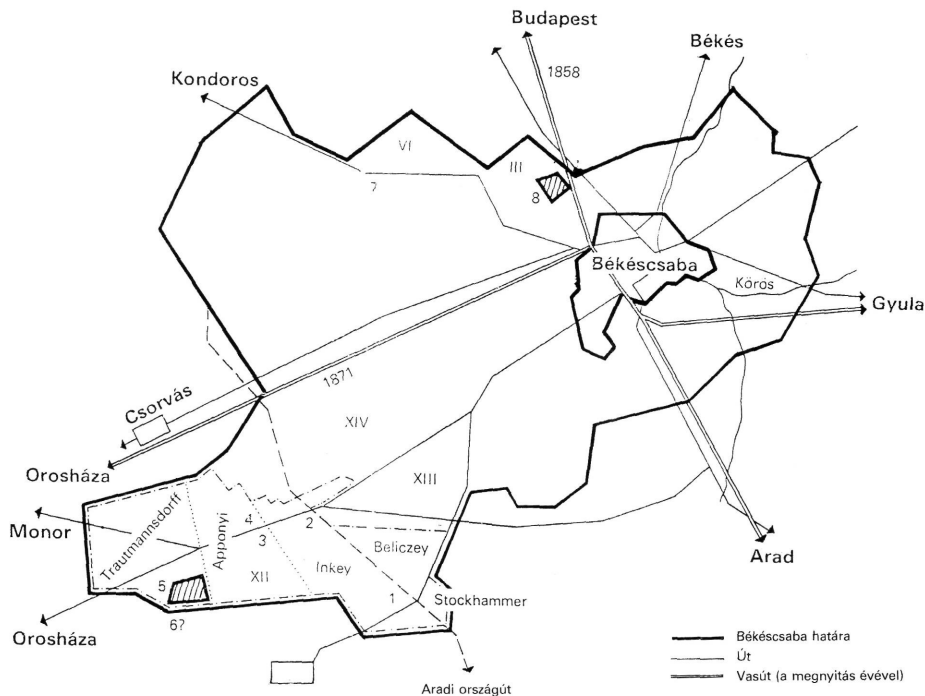 Budapest
Békés
1858
Kondoros
VI
III
?
8
Békéscsaba
Körös
Gyula
1871
Csorvás
XIV
Orosháza
XIII
Trautmannsdorff
Monor
Apponyi
4
2
3
Beliczey
Arad
XII
Inkey
5
1
Stockhammer
6?
Orosháza
Aradi országút
Békéscsaba határa
Út
Vasút (a megnyitás évével)